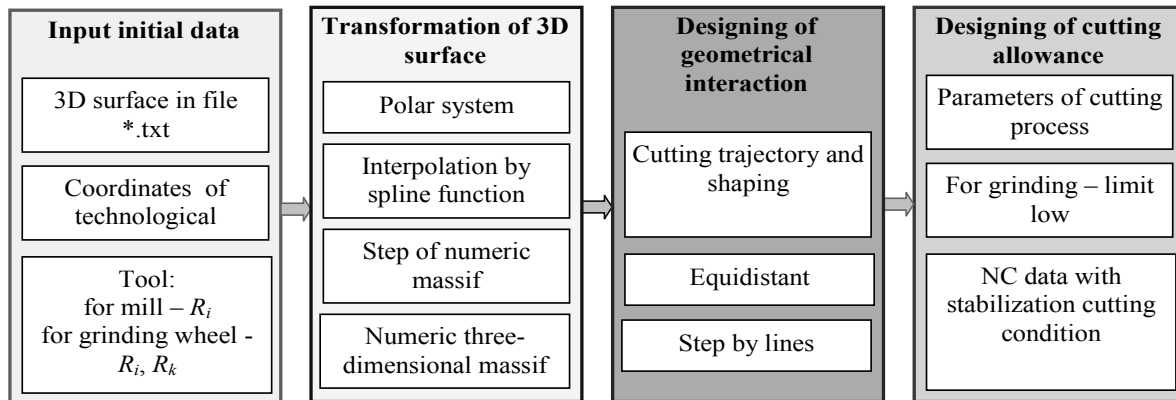 Input initial data
3D surface in file
*.txt
Coordinates of
technological
Tool:
for mill – Ri
for grinding wheel -
Ri, Rk
Transformation of 3D
surface
Polar system
Interpolation by
spline function
Step of numeric
massif
Numeric three-
dimensional massif
Designing of
geometrical
interaction
Cutting trajectory and
shaping
Equidistant
Step by lines
Designing of cutting
allowance
Parameters of cutting
process
For grinding – limit
low
NC data with
stabilization cutting
condition